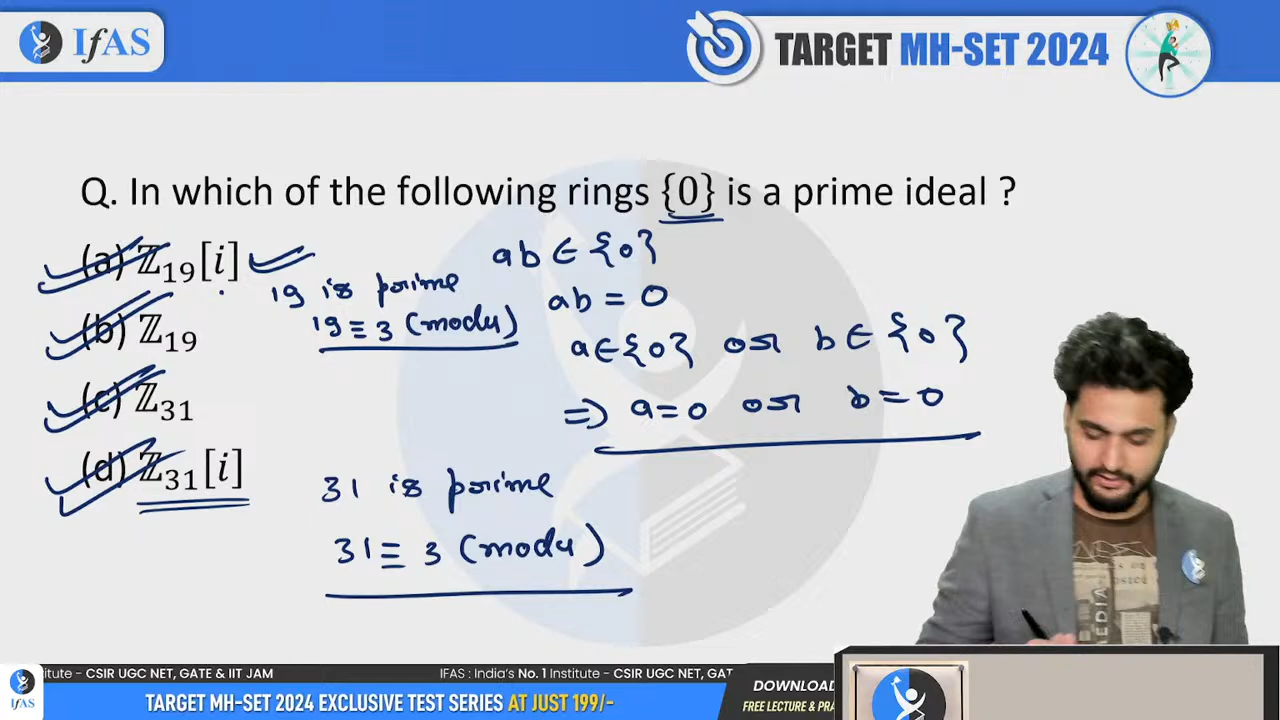 IfAS
TARGET MH-SET 2024
Q. In which of the following rings {0} is a prime ideal ?
(a) ℤ₁₉[i]
19 is prime
19 ≡ 3 (mod4)
(b) ℤ₁₉
(c) ℤ₃₁
(d) ℤ₃₁[i]
31 is prime
31 ≡ 3 (mod4)
ab ∈ {0}
ab = 0
a ∈ {0} or b ∈ {0}
⇒ a = 0 or b = 0
itute - CSIR UGC NET, GATE & IIT JAM
IFAS : India's No. 1 Institute - CSIR UGC NET, GAT
IfAS
TARGET MH-SET 2024 EXCLUSIVE TEST SERIES AT JUST 199/-
DOWNLOAD
FREE LECTURE & PRA